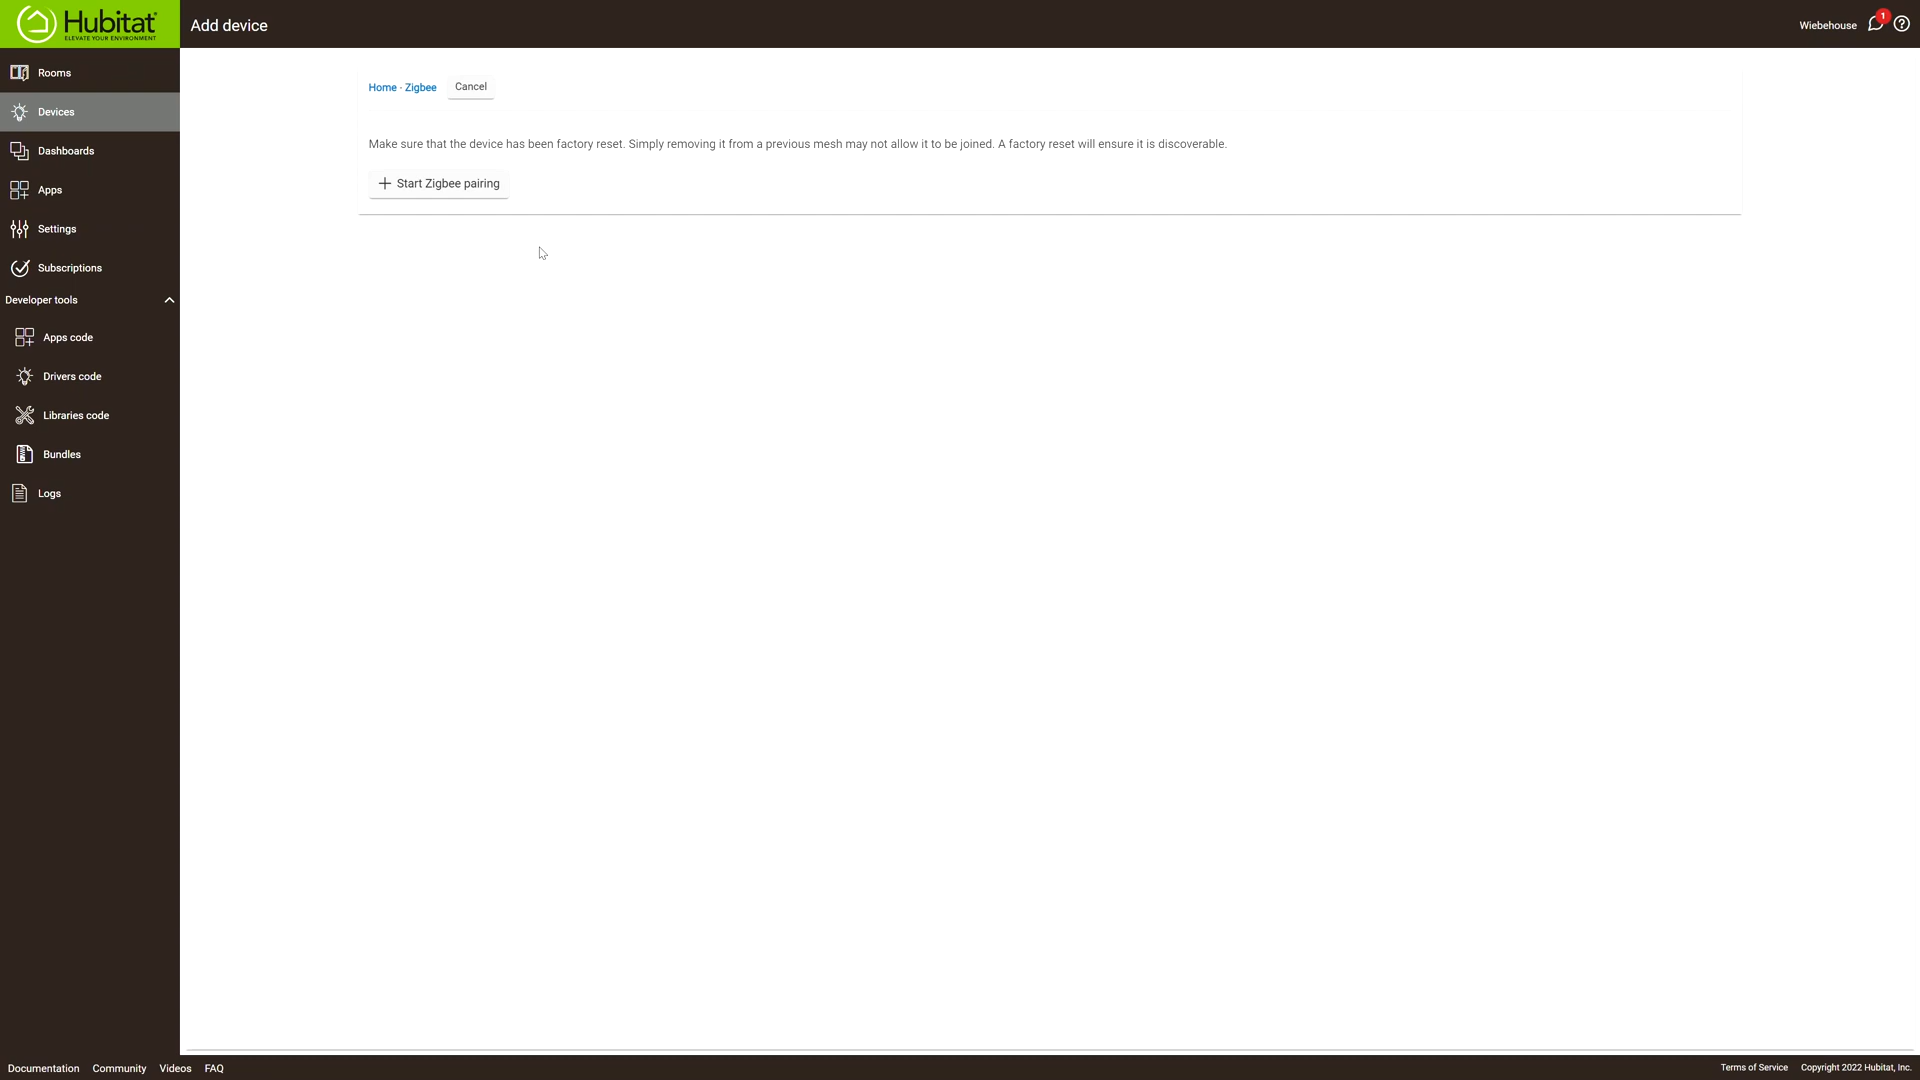 Hubitat
ELEVATE YOUR ENVIRONMENT
Add device
Wiebehouse
1
Rooms
Devices
Dashboards
Apps
Settings
Subscriptions
Developer tools
Apps code
Drivers code
Libraries code
Bundles
Logs
Home · Zigbee
Cancel
Make sure that the device has been factory reset. Simply removing it from a previous mesh may not allow it to be joined. A factory reset will ensure it is discoverable.
Start Zigbee pairing
Documentation Community Videos FAQ
Terms of Service Copyright 2022 Hubitat, Inc.